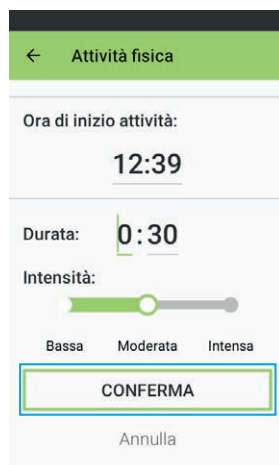 Attività fisica
Ora di inizio attività:
12:39
Durata: 0:30
Intensità:
Bassa Moderata Intensa
CONFERMA
Annulla